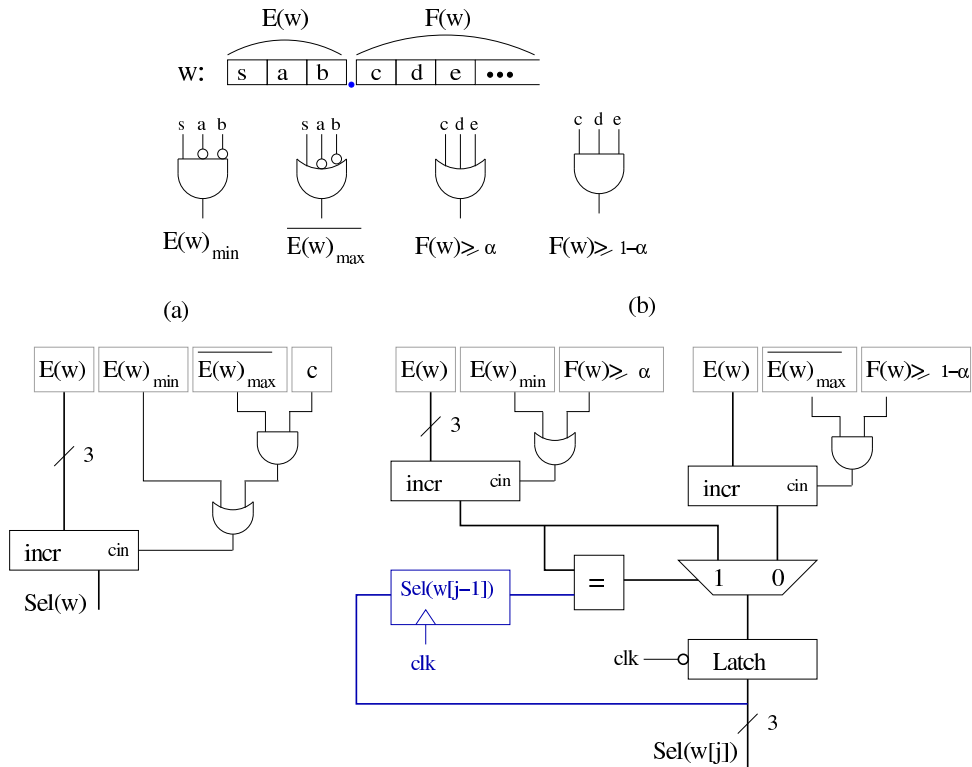 E(w) F(w)
w: s a b . c d e •••
s a b s a b c d e c d e
E(w)min E(w)max F(w)⩾ α F(w)⩾ 1−α
(a) (b)
E(w) E(w)min E(w)max c E(w) E(w)min F(w)⩾ α E(w) E(w)max F(w)⩾ 1−α
3 3
incr cin incr cin
incr cin
Sel(w) Sel(w[j−1]) = 1 0
clk clk Latch
3
Sel(w[j])